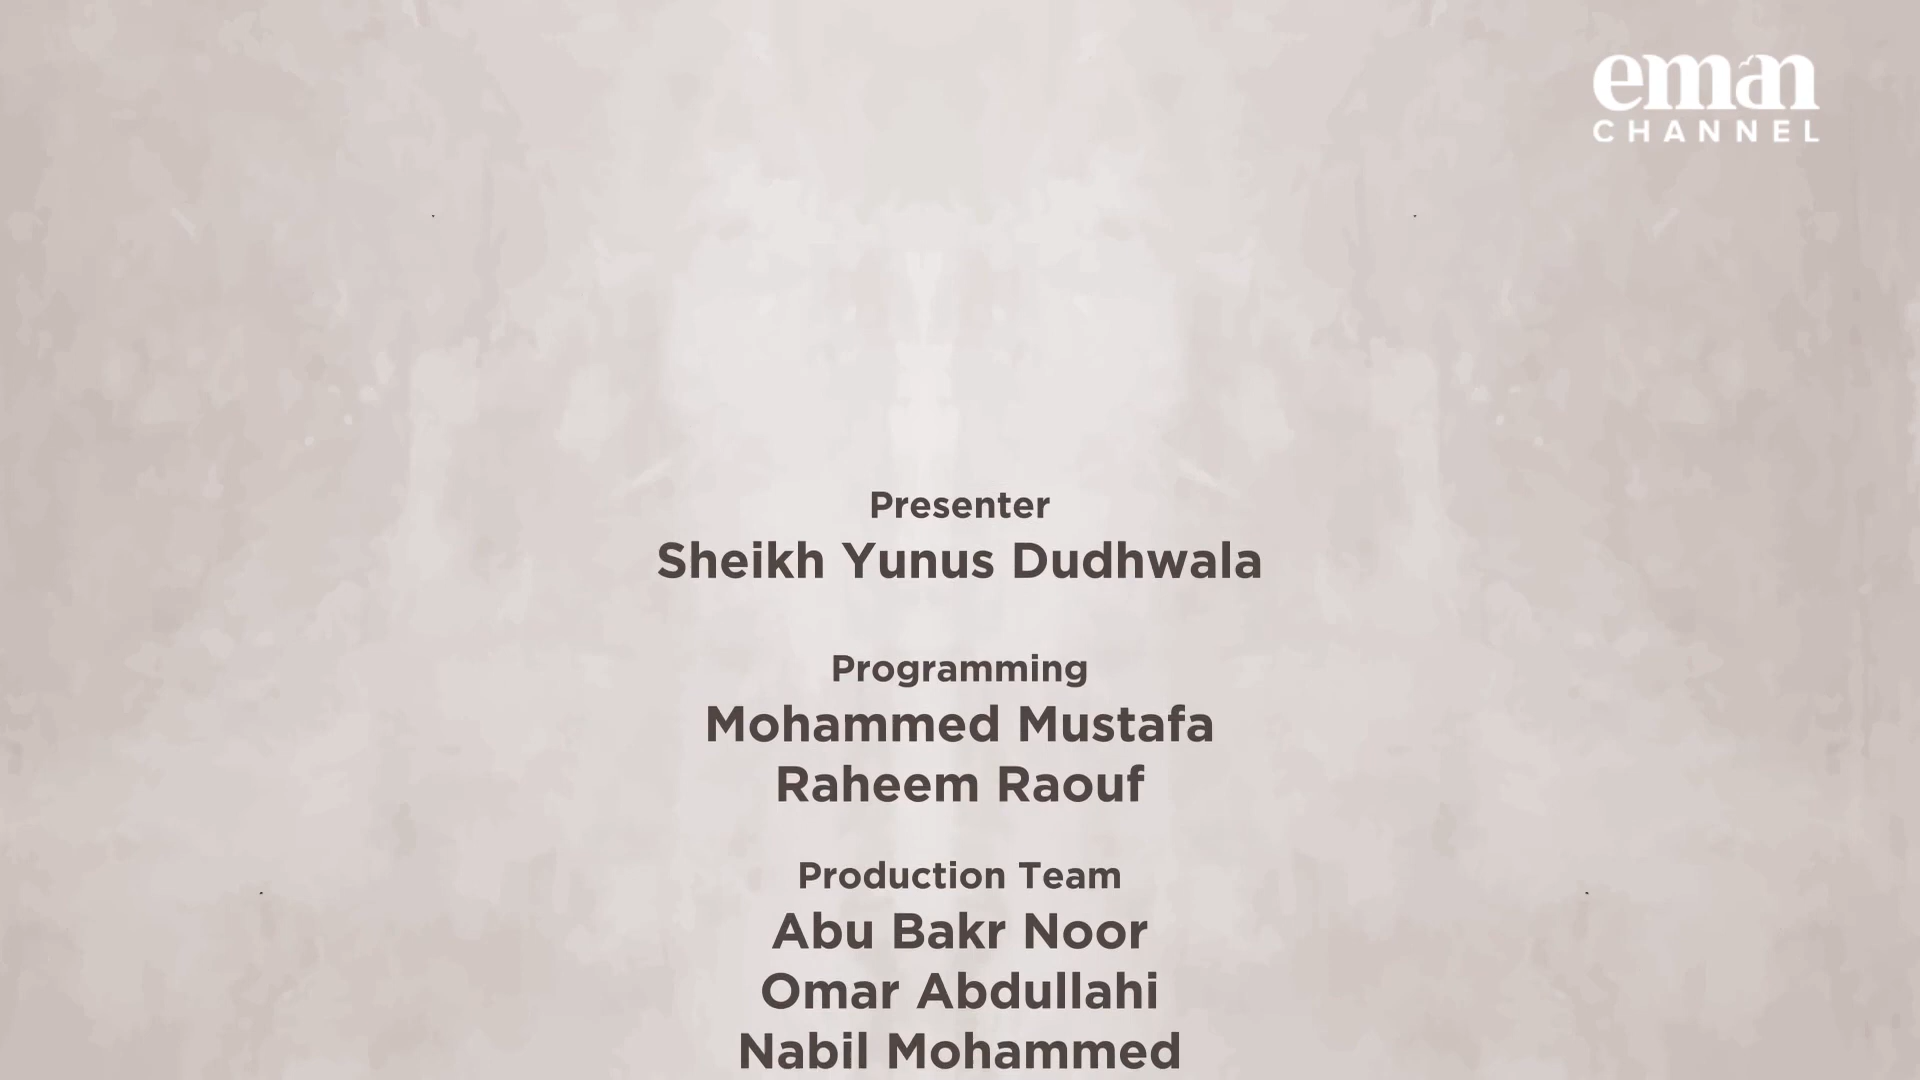 eman
CHANNEL
Presenter
Sheikh Yunus Dudhwala
Programming
Mohammed Mustafa
Raheem Raouf
Production Team
Abu Bakr Noor
Omar Abdullahi
Nabil Mohammed